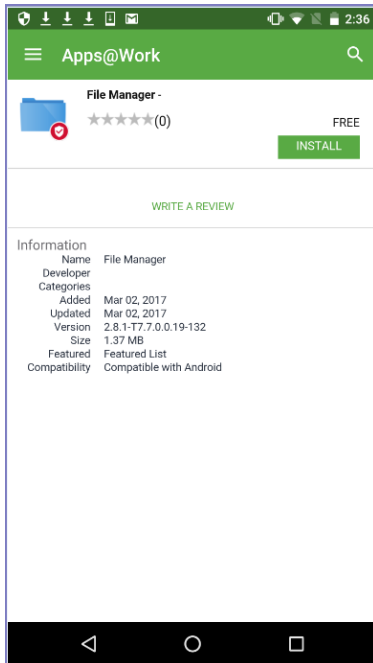 2:36
Apps@Work
File Manager -
(0)
FREE
INSTALL
WRITE A REVIEW
Information
Name File Manager
Developer
Categories
Added Mar 02, 2017
Updated Mar 02, 2017
Version 2.8.1-T7.7.0.0.19-132
Size 1.37 MB
Featured Featured List
Compatibility Compatible with Android